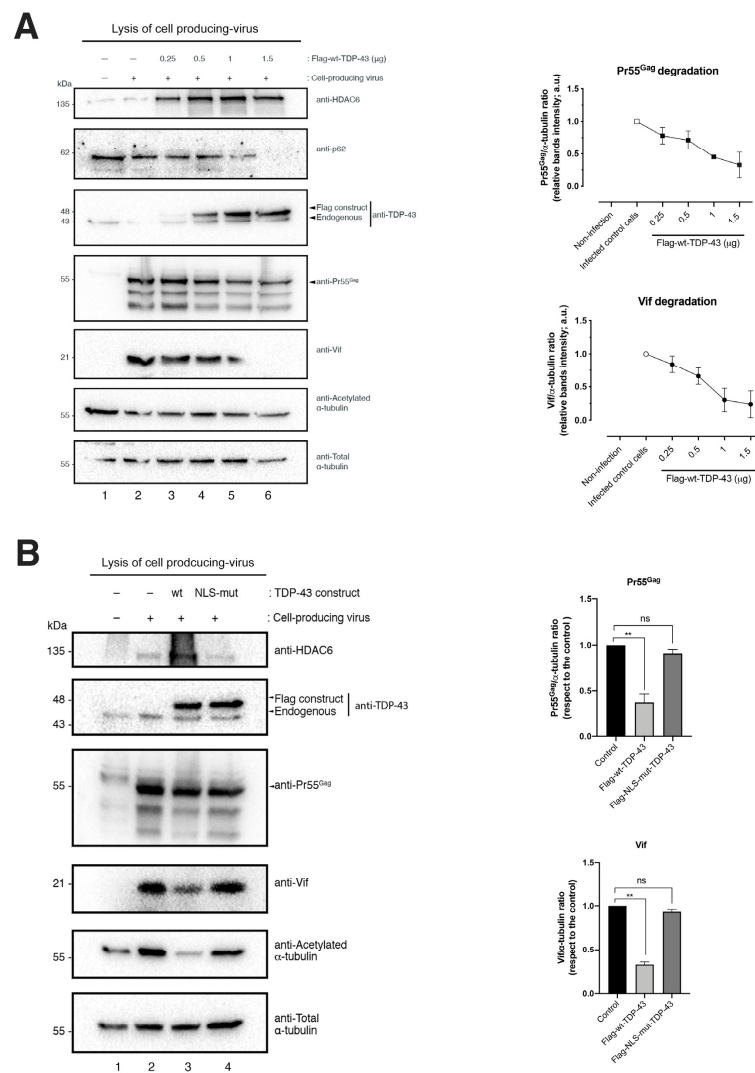 A
Lysis of cell producing-virus
– – 0.25 0.5 1 1.5 : Flag-wt-TDP-43 (μg)
– + + + + + : Cell-producing virus
kDa
135 anti-HDAC6
62 anti-p62
48 Flag construct
43 Endogenous anti-TDP-43
55 anti-Pr55Gag
21 anti-Vif
anti-Acetylated
55 α-tubulin
anti-Total
55 α-tubulin
1 2 3 4 5 6
Pr55Gag degradation
Pr55Gag/α-tubulin ratio
(relative bands intensity; a.u.)
1.5
1.0
0.5
0.0
Non-infection
Infected control cells
0.25
0.5
1
1.5
Flag-wt-TDP-43 (μg)
Vif degradation
Vif/α-tubulin ratio
(relative bands intensity; a.u.)
1.5
1.0
0.5
0.0
Non-infection
Infected control cells
0.25
0.5
1
1.5
Flag-wt-TDP-43 (μg)
B
Lysis of cell prodcucing-virus
– – wt NLS-mut : TDP-43 construct
– + + + : Cell-producing virus
kDa
135 anti-HDAC6
48 Flag construct
43 Endogenous anti-TDP-43
55 anti-Pr55Gag
21 anti-Vif
anti-Acetylated
55 α-tubulin
anti-Total
55 α-tubulin
1 2 3 4
Pr55Gag
Pr55Gag/α-tubulin ratio
(respect to the control )
1.5
1.0
0.5
0.0
ns
**
Control
Flag-wt-TDP-43
Flag-NLS-mut-TDP-43
Vif
Vif/α-tubulin ratio
(respect to the control)
1.5
1.0
0.5
0.0
ns
**
Control
Flag-wt-TDP-43
Flag-NLS-mut-TDP-43